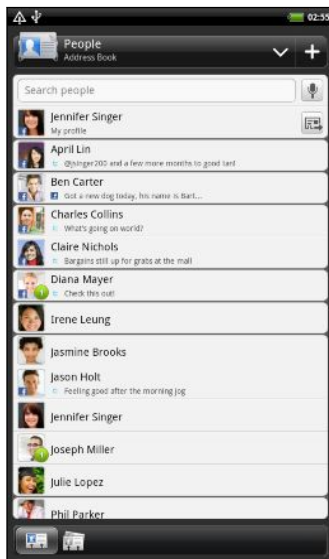 02:55
People
Address Book
Search people
Jennifer Singer
My profile
April Lin
@jsinger200 and a few more months to good tan!
Ben Carter
Got a new dog today, his name is Bart...
Charles Collins
What's going on world?
Claire Nichols
Bargains still up for grabs at the mall
Diana Mayer
Check this out!
Irene Leung
Jasmine Brooks
Jason Holt
Feeling good after the morning jog
Jennifer Singer
Joseph Miller
Julie Lopez
Phil Parker